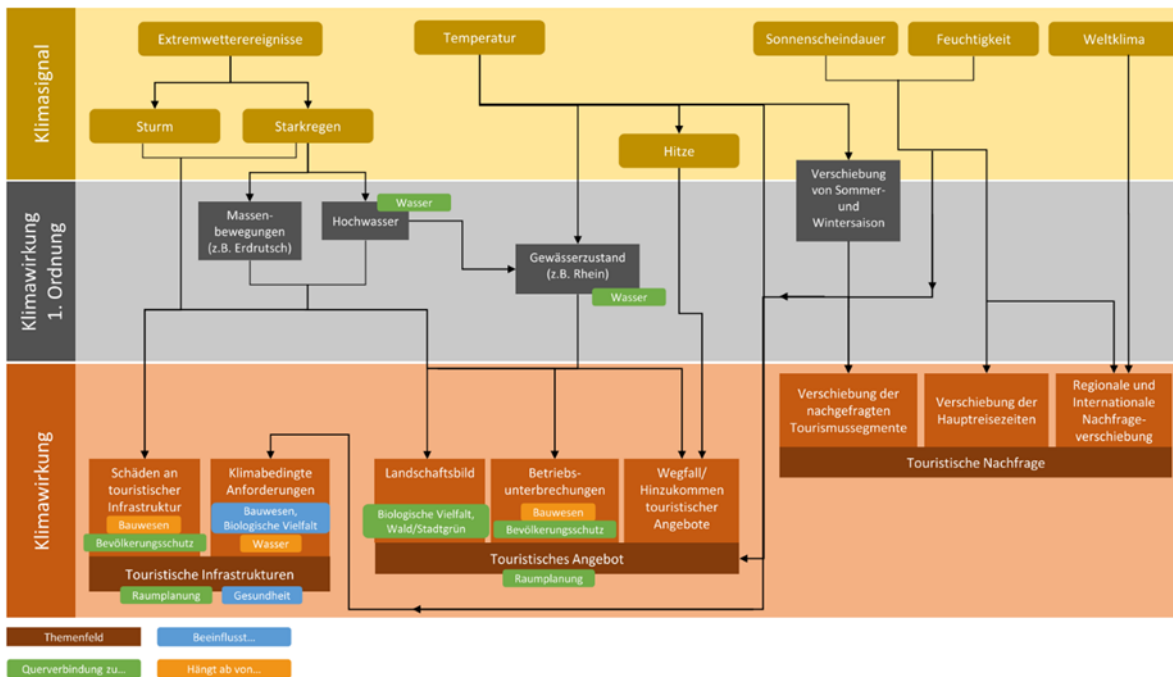 Klimasignal
Extremwetterereignisse
Temperatur
Sonnenscheindauer
Feuchtigkeit
Weltklima
Sturm
Starkregen
Hitze
Klimawirkung
1. Ordnung
Massen-
bewegungen
(z.B. Erdrutsch)
Hochwasser
Wasser
Gewässerzustand
(z.B. Rhein)
Wasser
Verschiebung
von Sommer-
und
Wintersaison
Klimawirkung
Schäden an
touristischer
Infrastruktur
Bauwesen
Bevölkerungsschutz
Klimabedingte
Anforderungen
Bauwesen,
Biologische Vielfalt
Wasser
Touristische Infrastrukturen
Raumplanung
Gesundheit
Landschaftsbild
Biologische Vielfalt,
Wald/Stadtgrün
Betriebs-
unterbrechungen
Bauwesen
Bevölkerungsschutz
Wegfall/
Hinzukommen
touristischer
Angebote
Touristisches Angebot
Raumplanung
Verschiebung der
nachgefragten
Tourismussegmente
Verschiebung der
Hauptreisezeiten
Regionale und
Internationale
Nachfrage-
verschiebung
Touristische Nachfrage
Themenfeld
Beeinflusst...
Querverbindung zu...
Hängt ab von...